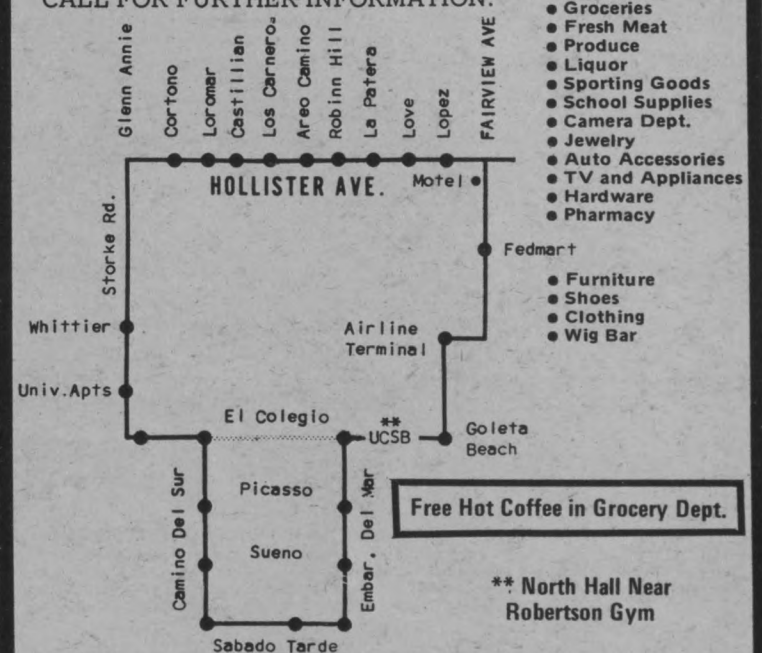 CALL FOR FURTHER INFORMATION.
• Groceries
• Fresh Meat
• Produce
• Liquor
• Sporting Goods
• School Supplies
• Camera Dept.
• Jewelry
• Auto Accessories
• TV and Appliances
• Hardware
• Pharmacy
• Furniture
• Shoes
• Clothing
• Wig Bar
Glenn Annie
Cortono
Loromar
Castillian
Los Carneros
Areo Camino
Robinn Hill
La Patera
Love
Lopez
FAIRVIEW AVE
HOLLISTER AVE.
Motel
Storke Rd.
Fedmart
Whittier
Airline
Terminal
Univ.Apts
El Colegio
**
UCSB
Goleta
Beach
Camino Del Sur
Picasso
Sueno
Embar. Del Mar
Sabado Tarde
Free Hot Coffee in Grocery Dept.
** North Hall Near
Robertson Gym